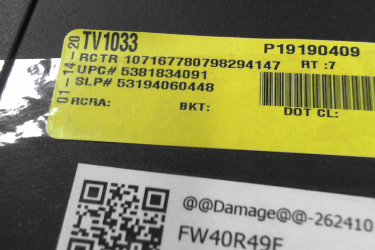 01-14-20
TV1033 P19190409
RCTR 107167780798294147 RT :7
UPC# 5381834091
SLP# 53194060448
RCRA: BKT: DOT CL:
@@Damage@@-2624101
FW40R49F